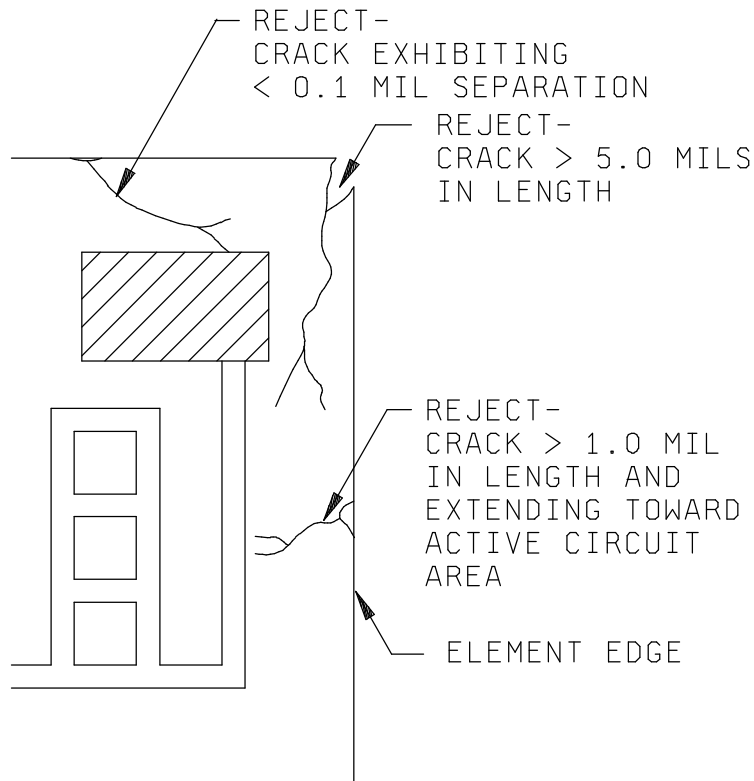 REJECT-
CRACK EXHIBITING
< 0.1 MIL SEPARATION
REJECT-
CRACK > 5.0 MILS
IN LENGTH
REJECT-
CRACK > 1.0 MIL
IN LENGTH AND
EXTENDING TOWARD
ACTIVE CIRCUIT
AREA
ELEMENT EDGE